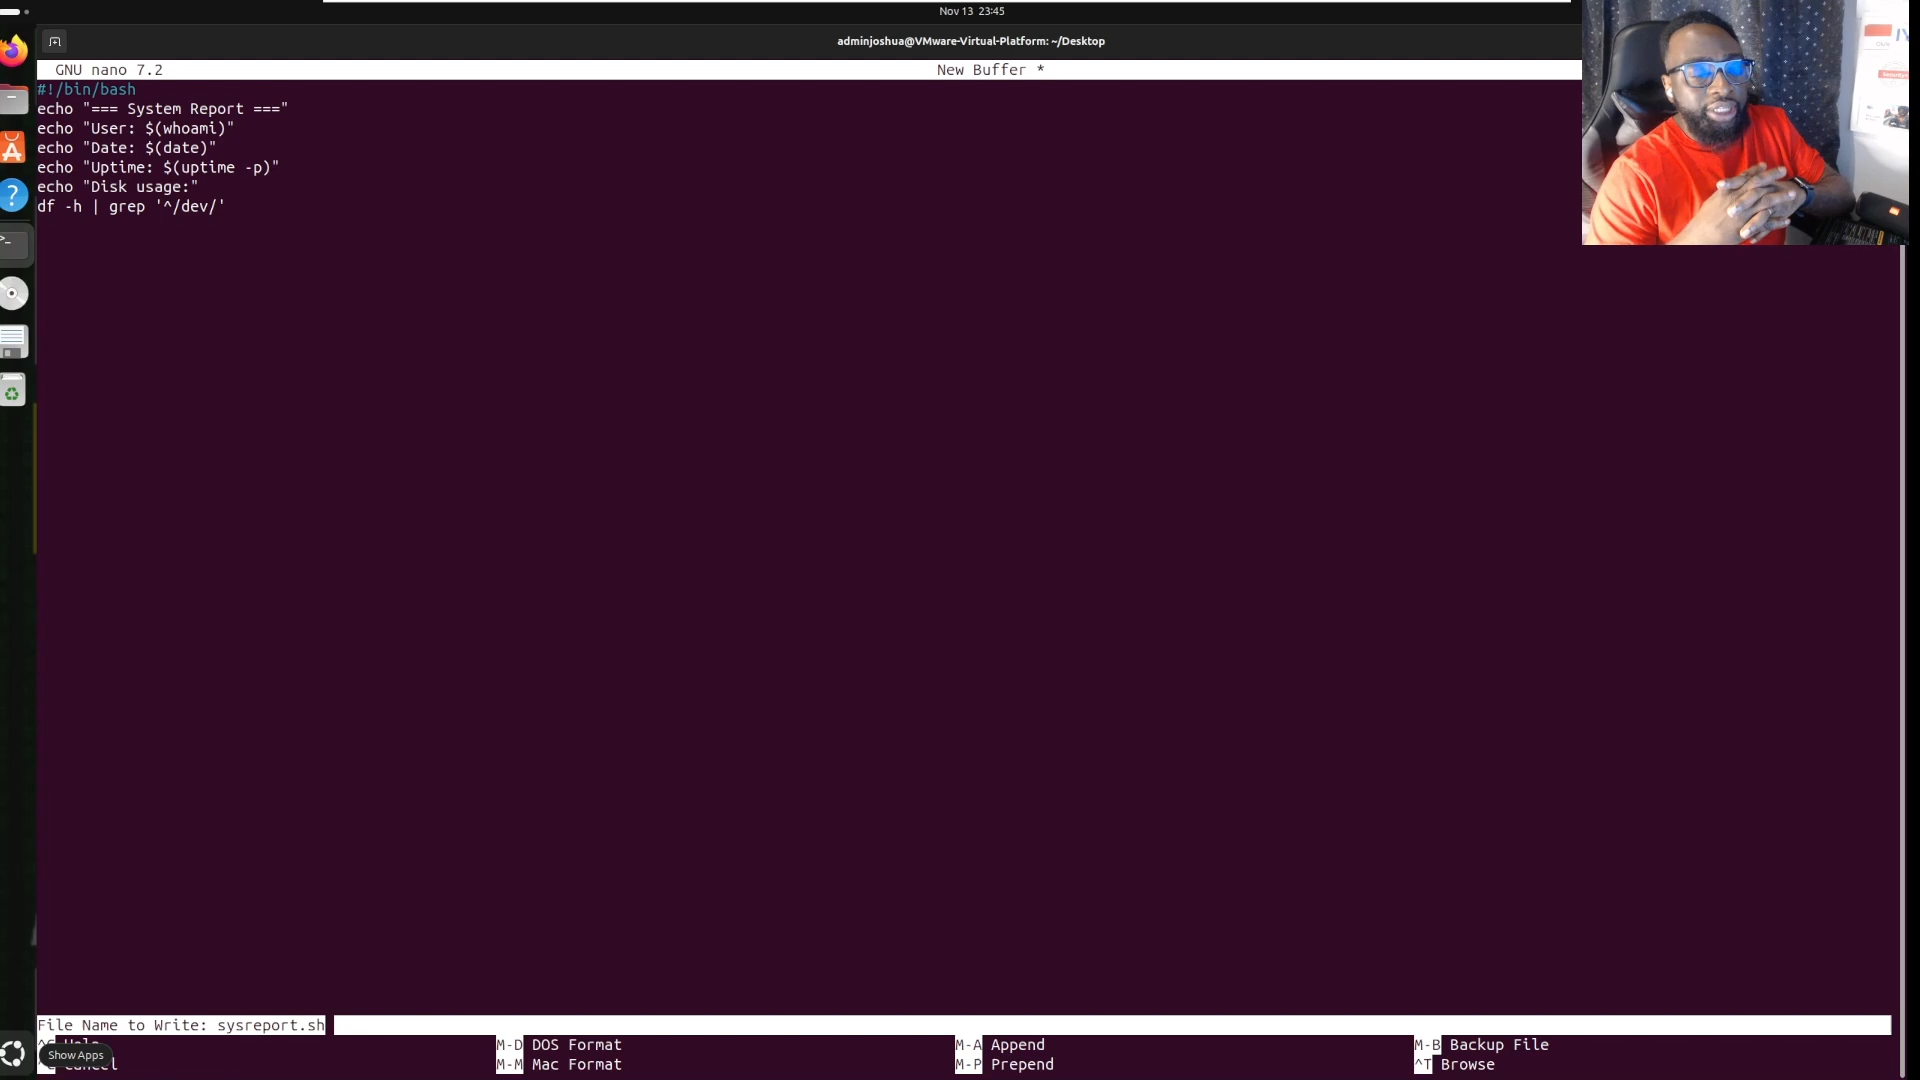 Nov 13 23:45
adminjoshua@VMware-Virtual-Platform: ~/Desktop
GNU nano 7.2
New Buffer *
#!/bin/bash
echo "=== System Report ==="
echo "User: $(whoami)"
echo "Date: $(date)"
echo "Uptime: $(uptime -p)"
echo "Disk usage:"
df -h | grep '^/dev/'
File Name to Write: sysreport.sh
Help
M-D DOS Format
M-A Append
M-B Backup File
Show Apps
Cancel
M-M Mac Format
M-P Prepend
^T Browse